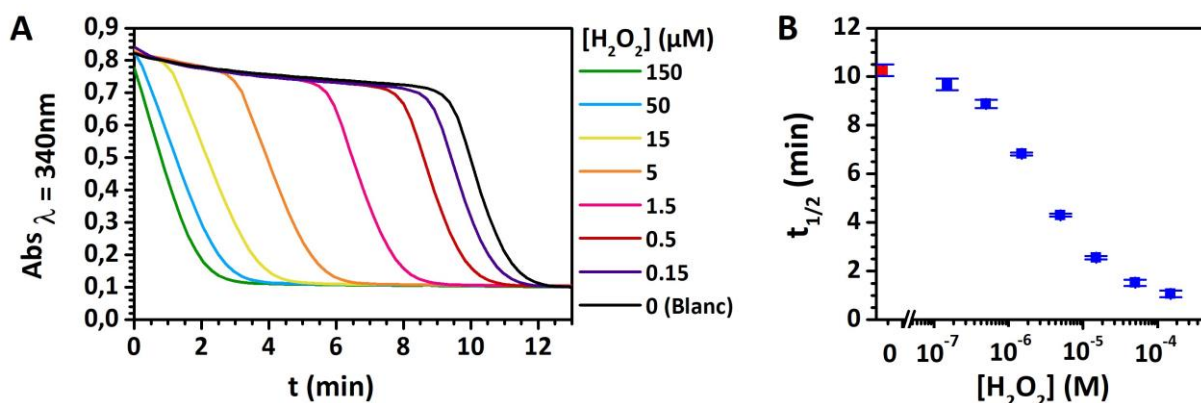 A
Abs λ = 340nm
0,9
0,8
0,7
0,6
0,5
0,4
0,3
0,2
0,1
0,0
0 2 4 6 8 10 12
t (min)
[H₂O₂] (µM)
150
50
15
5
1.5
0.5
0.15
0 (Blanc)
B
t₁/₂ (min)
12
10
8
6
4
2
0
0 10⁻⁷ 10⁻⁶ 10⁻⁵ 10⁻⁴
[H₂O₂] (M)